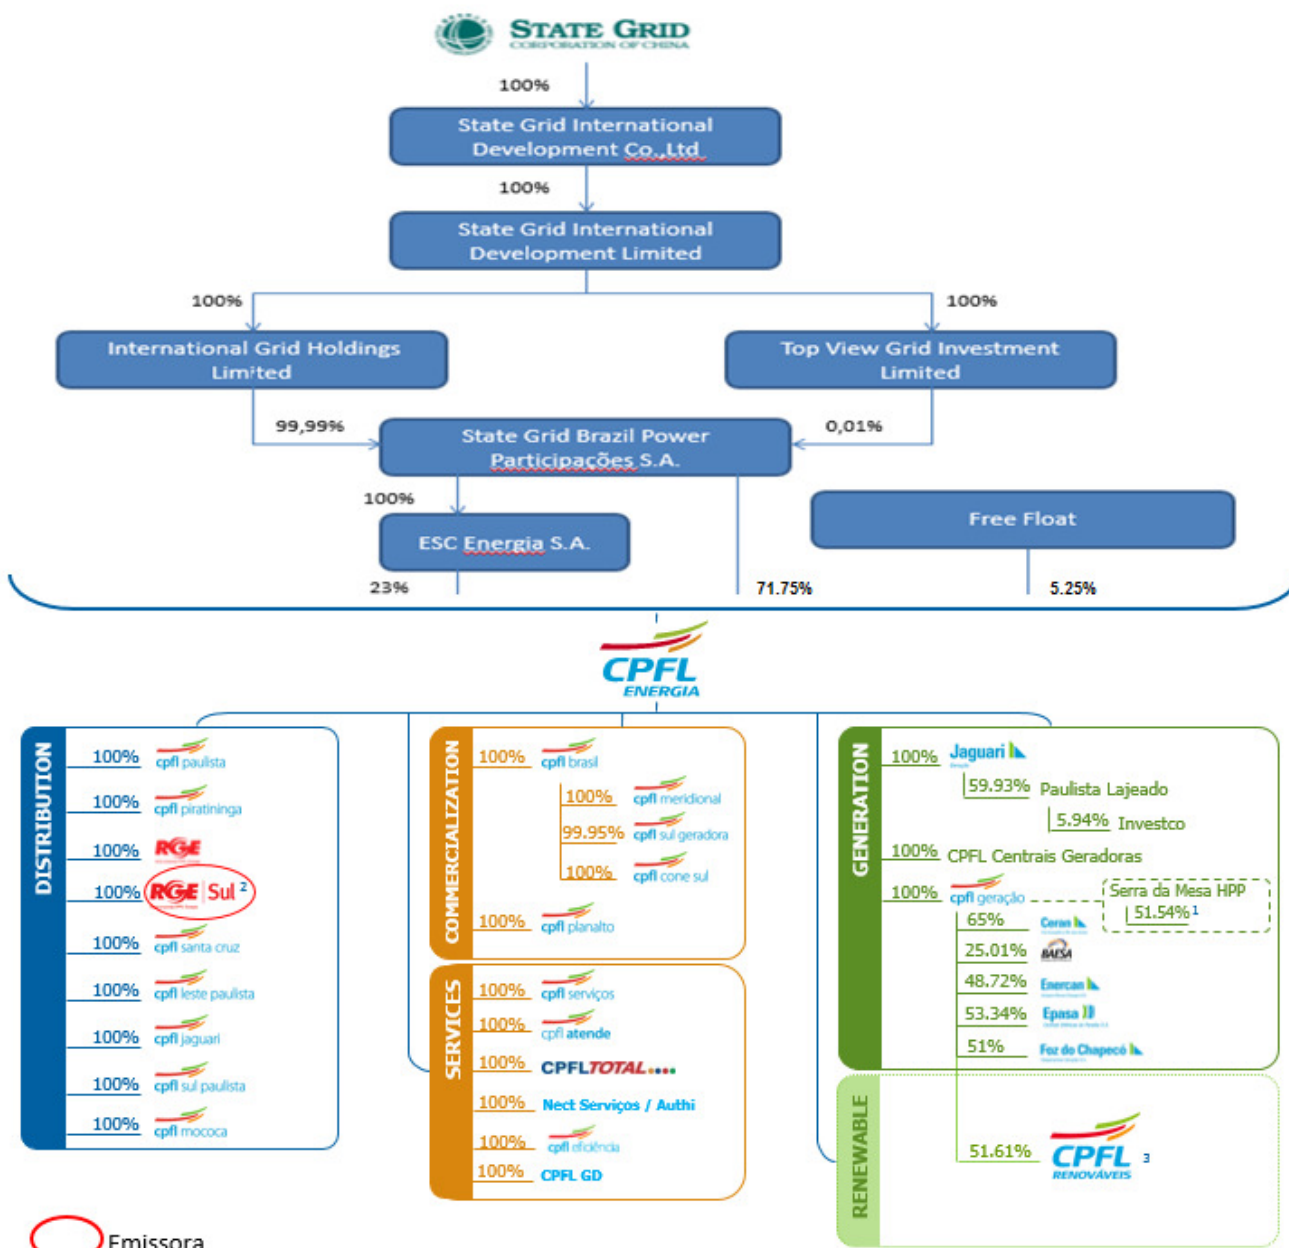 STATE GRID
CORPORATION OF CHINA
100%
State Grid International
Development Co.,Ltd
100%
State Grid International
Development Limited
100%
100%
International Grid Holdings
Limited
Top View Grid Investment
Limited
99,99%
State Grid Brazil Power
Participações S.A.
0,01%
100%
ESC Energia S.A.
Free Float
23%
71.75%
5.25%
CPFL
ENERGIA
DISTRIBUTION
100% cpfl paulista
100% cpfl piratininga
100% RGE
100% RGE Sul 2
100% cpfl santa cruz
100% cpfl leste paulista
100% cpfl jaguari
100% cpfl sul paulista
100% cpfl mococa
COMMERCIALIZATION
100% cpfl brasil
100% cpfl meridional
99.95% cpfl sul geradora
100% cpfl cone sul
100% cpfl planalto
SERVICES
100% cpfl serviços
100% cpfl atende
100% CPFL TOTAL
100% Nect Serviços / Authi
100% cpfl eficiência
100% CPFL GD
GENERATION
100% Jaguari
59.93% Paulista Lajeado
5.94% Investco
100% CPFL Centrais Geradoras
100% cpfl geração
Serra da Mesa HPP
51.54% 1
65% Ceran
25.01% BAESA
48.72% Enercan
53.34% Epasa
51% Foz do Chapecó
RENEWABLE
51.61% CPFL 3
RENOVÁVEIS
Emissora